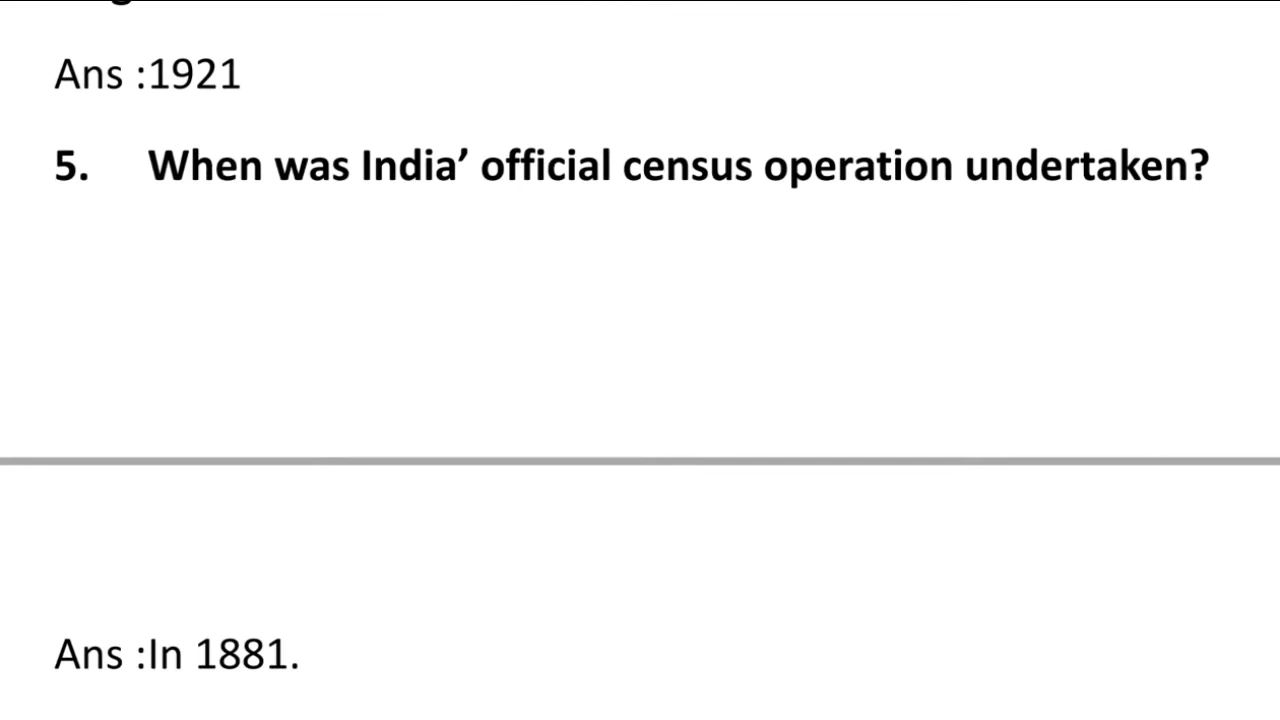 Ans :1921
5. When was India’ official census operation undertaken?
Ans :In 1881.